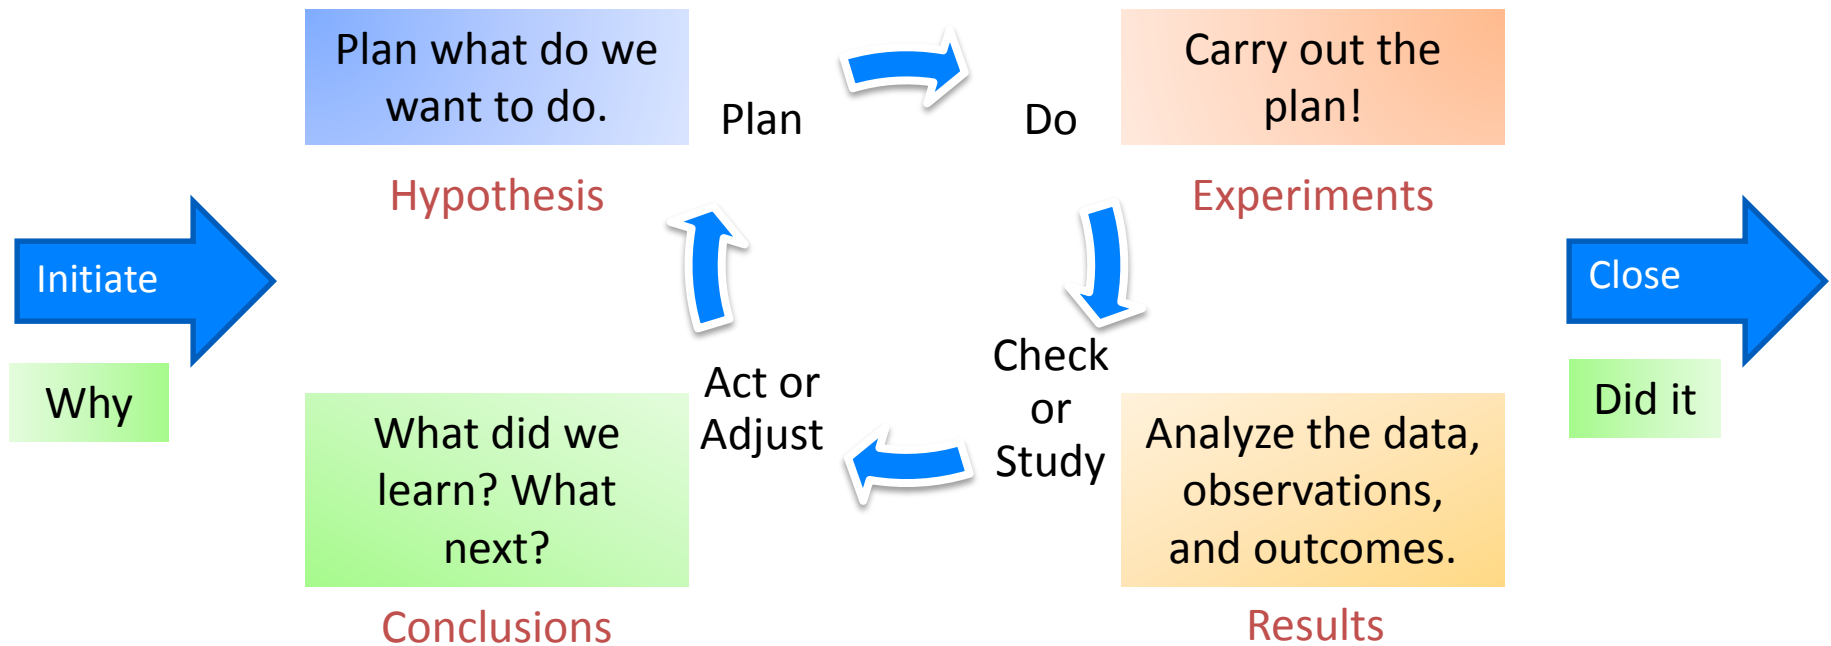 Plan what do we
want to do.
Plan
Do
Carry out the
plan!
Hypothesis
Experiments
Initiate
Close
Why
Did it
Act or
Adjust
Check
or
Study
What did we
learn? What
next?
Analyze the data,
observations,
and outcomes.
Conclusions
Results